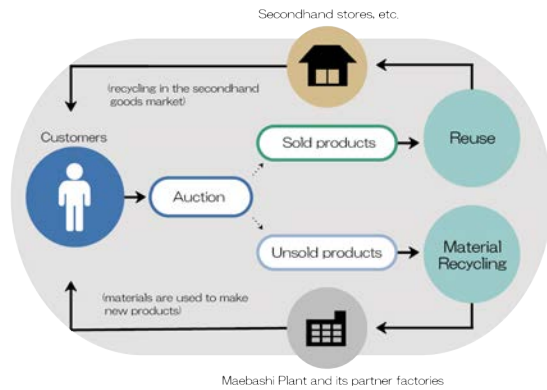 Secondhand stores, etc.
(recycling in the secondhand
goods market)
Customers
Sold products
Reuse
Auction
Unsold products
Material
Recycling
(materials are used to make
new products)
Maebashi Plant and its partner factories